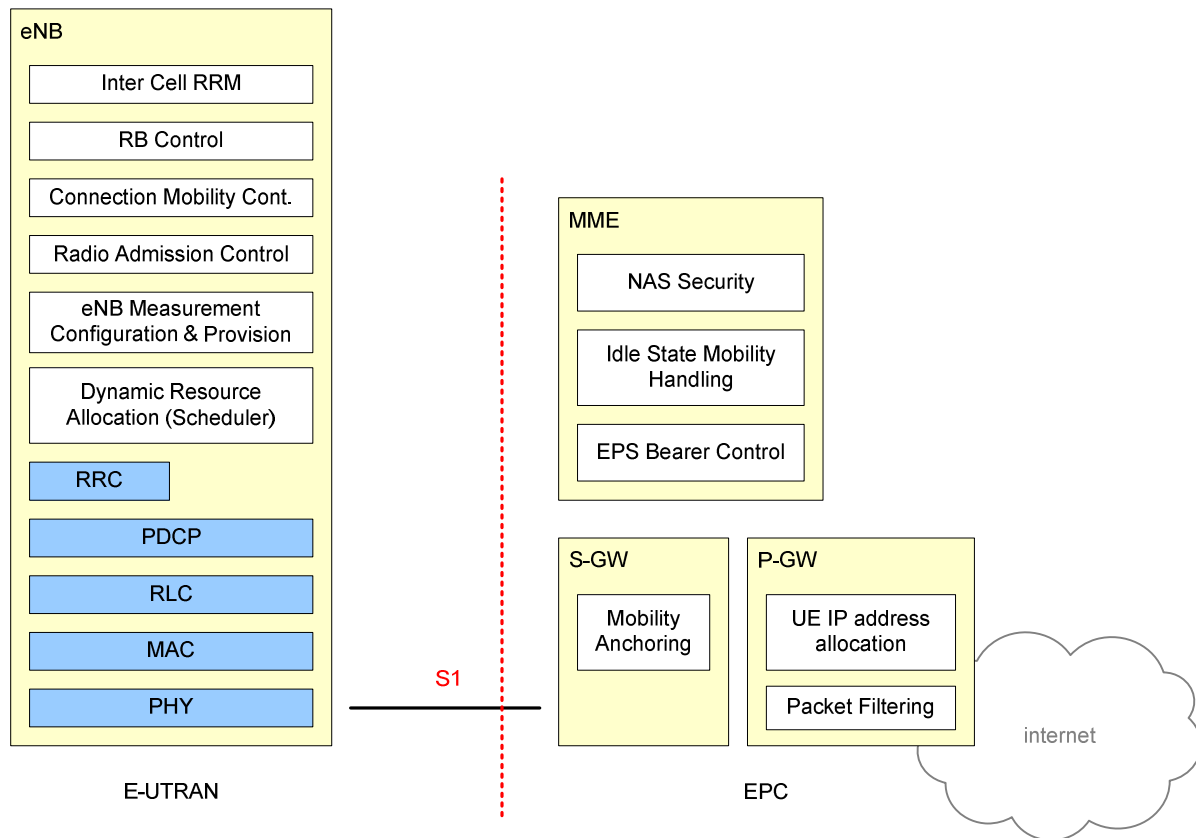 eNB
Inter Cell RRM
RB Control
Connection Mobility Cont.
Radio Admission Control
eNB Measurement
Configuration & Provision
Dynamic Resource
Allocation (Scheduler)
RRC
PDCP
RLC
MAC
PHY
S1
MME
NAS Security
Idle State Mobility
Handling
EPS Bearer Control
S-GW
Mobility
Anchoring
P-GW
UE IP address
allocation
Packet Filtering
internet
E-UTRAN
EPC